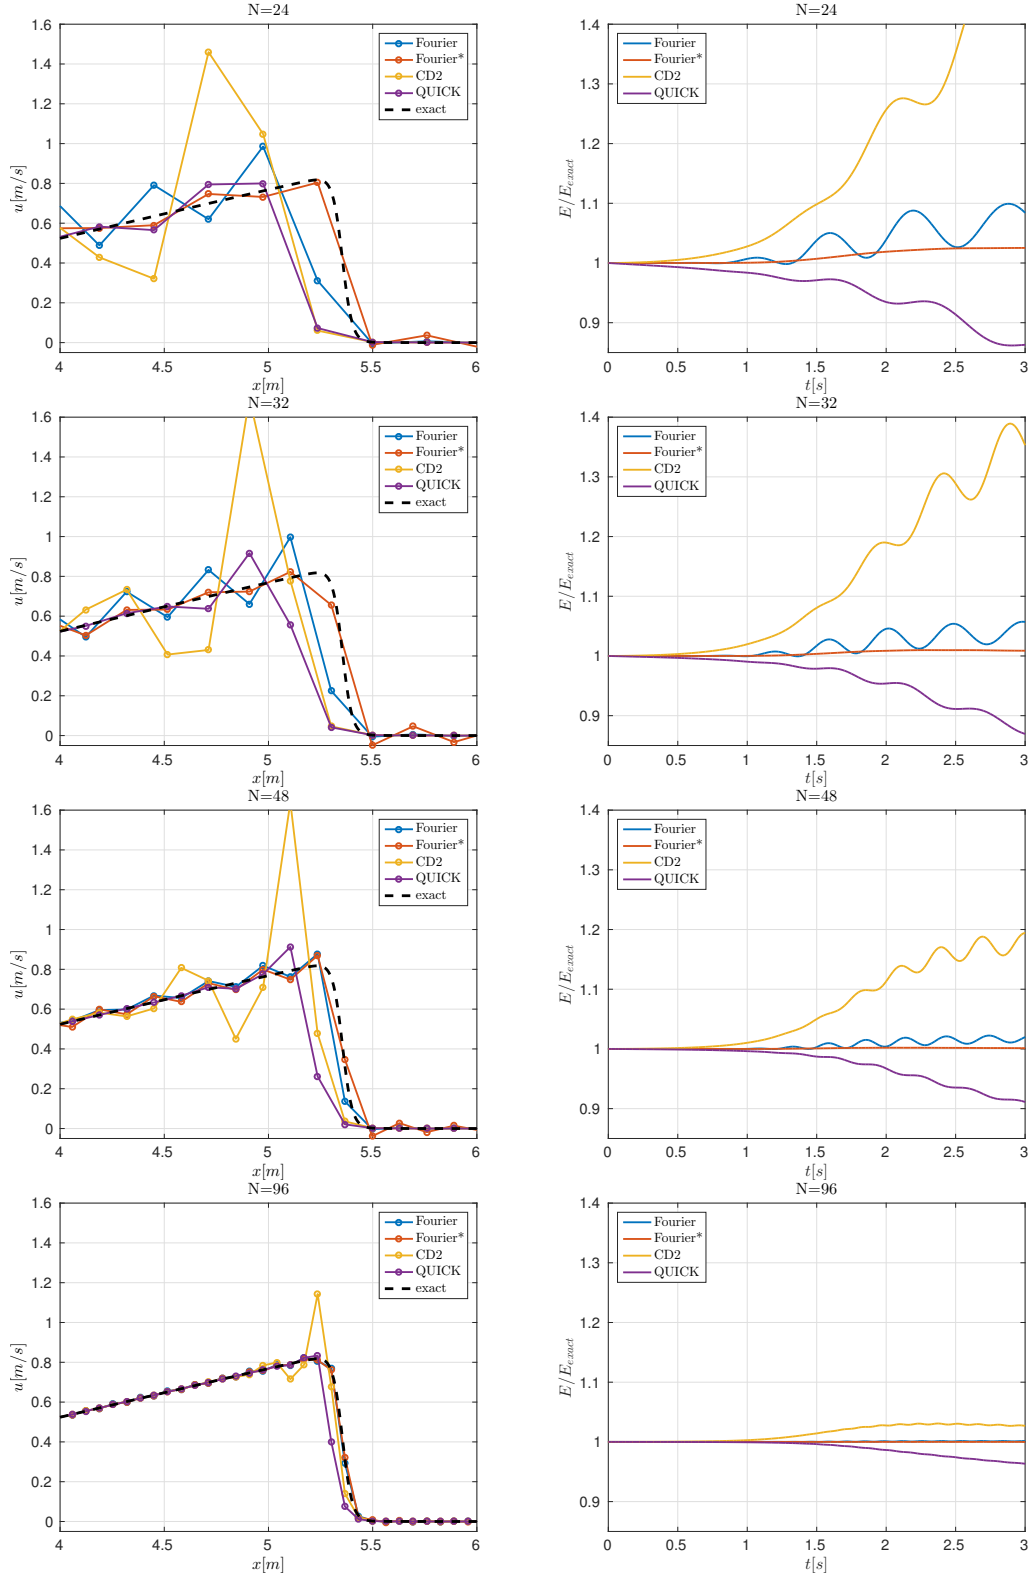 N=24
1.6
1.4
1.2
1
0.8
0.6
0.4
0.2
0
u[m/s]
Fourier
Fourier*
CD2
QUICK
exact
4
4.5
5
5.5
6
x[m]
N=24
1.4
1.3
1.2
1.1
1
0.9
E/E_exact
Fourier
Fourier*
CD2
QUICK
0
0.5
1
1.5
2
2.5
3
t[s]
N=32
1.6
1.4
1.2
1
0.8
0.6
0.4
0.2
0
u[m/s]
Fourier
Fourier*
CD2
QUICK
exact
4
4.5
5
5.5
6
x[m]
N=32
1.4
1.3
1.2
1.1
1
0.9
E/E_exact
Fourier
Fourier*
CD2
QUICK
0
0.5
1
1.5
2
2.5
3
t[s]
N=48
1.6
1.4
1.2
1
0.8
0.6
0.4
0.2
0
u[m/s]
Fourier
Fourier*
CD2
QUICK
exact
4
4.5
5
5.5
6
x[m]
N=48
1.4
1.3
1.2
1.1
1
0.9
E/E_exact
Fourier
Fourier*
CD2
QUICK
0
0.5
1
1.5
2
2.5
3
t[s]
N=96
1.6
1.4
1.2
1
0.8
0.6
0.4
0.2
0
u[m/s]
Fourier
Fourier*
CD2
QUICK
exact
4
4.5
5
5.5
6
x[m]
N=96
1.4
1.3
1.2
1.1
1
0.9
E/E_exact
Fourier
Fourier*
CD2
QUICK
0
0.5
1
1.5
2
2.5
3
t[s]